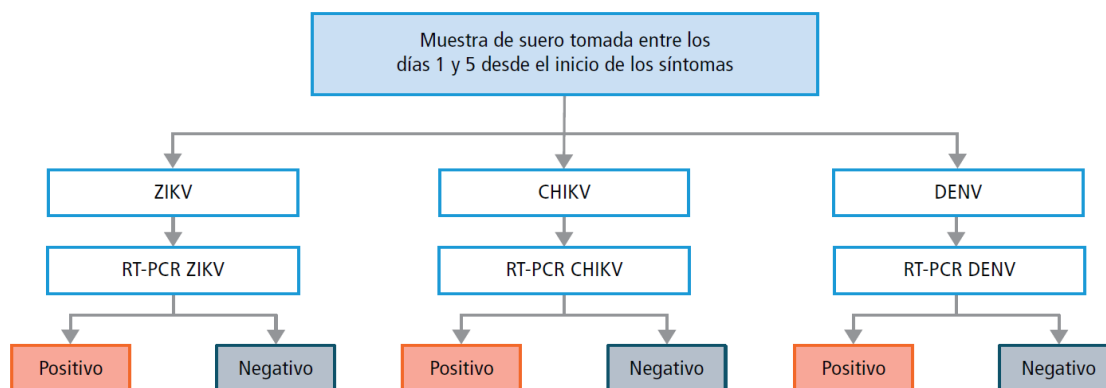 Muestra de suero tomada entre los
días 1 y 5 desde el inicio de los síntomas
ZIKV
CHIKV
DENV
RT-PCR ZIKV
RT-PCR CHIKV
RT-PCR DENV
Positivo
Negativo
Positivo
Negativo
Positivo
Negativo